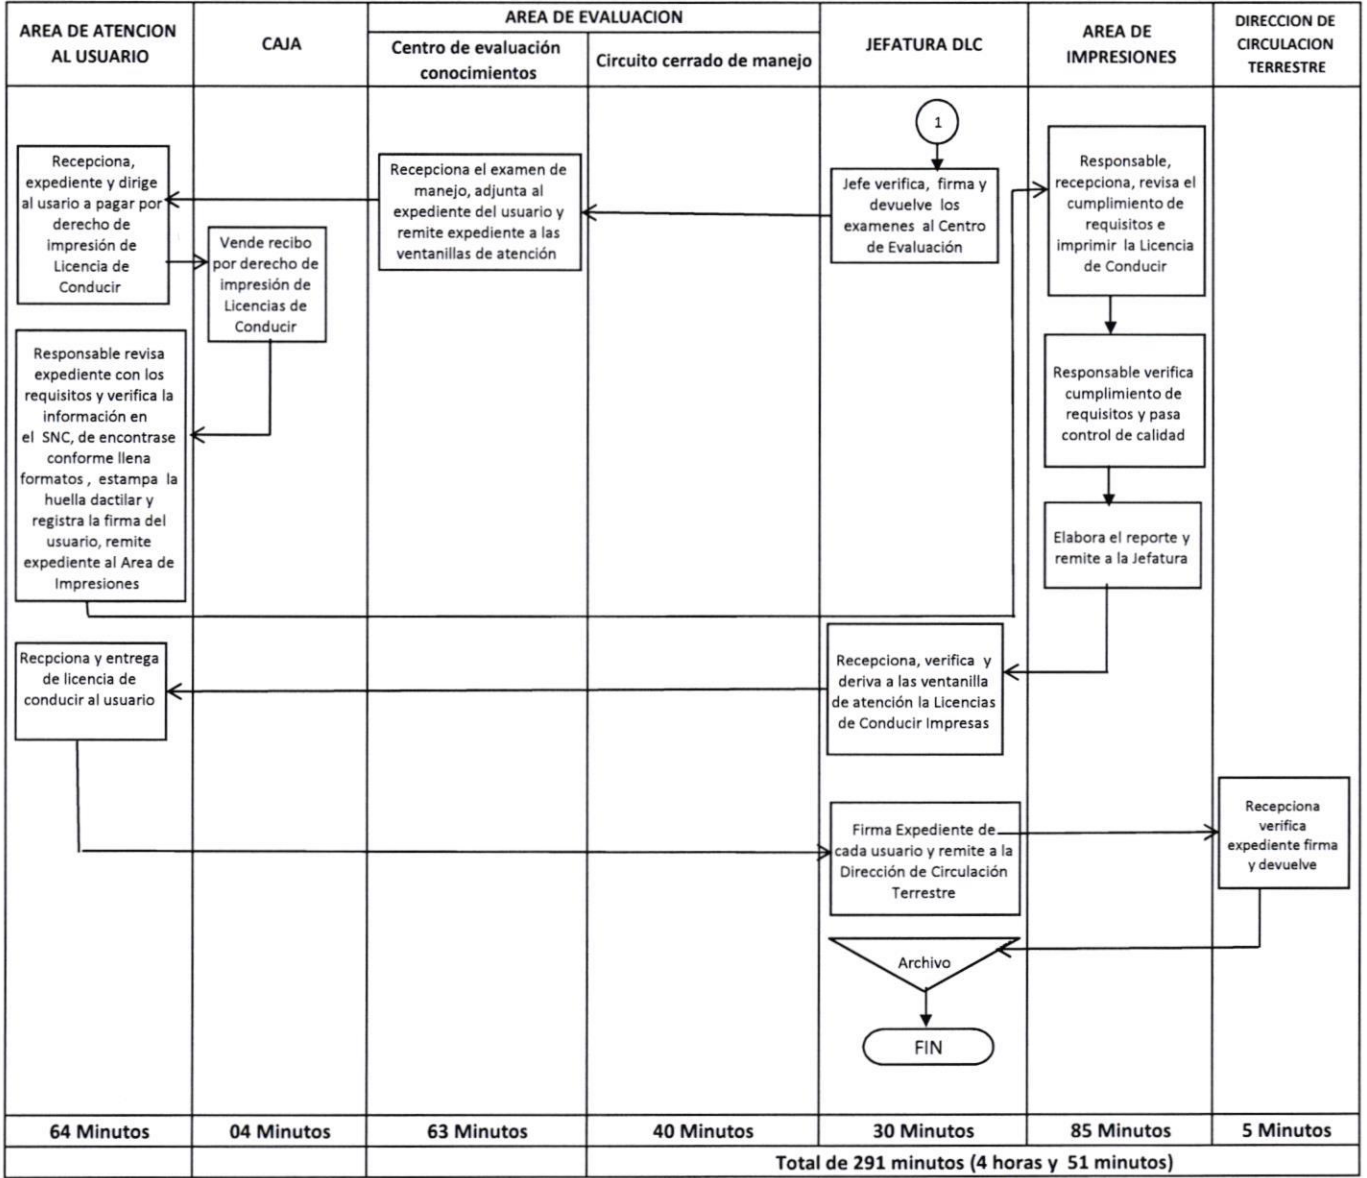 AREA DE ATENCION
AL USUARIO
CAJA
AREA DE EVALUACION
Centro de evaluación
conocimientos
Circuito cerrado de manejo
JEFATURA DLC
AREA DE
IMPRESIONES
DIRECCION DE
CIRCULACION
TERRESTRE
1
Jefe verifica, firma y
devuelve los
examenes al Centro
de Evaluación
Recepciona el examen de
manejo, adjunta al
expediente del usuario y
remite expediente a las
ventanillas de atención
Recepciona,
expediente y dirige
al usario a pagar por
derecho de
impresión de
Licencia de
Conducir
Vende recibo
por derecho de
impresión de
Licencias de
Conducir
Responsable revisa
expediente con los
requisitos y verifica la
información en
el SNC, de encontrase
conforme llena
formatos , estampa la
huella dactilar y
registra la firma del
usuario, remite
expediente al Area de
Impresiones
Responsable,
recepciona, revisa el
cumplimiento de
requisitos e
imprimir la Licencia
de Conducir
Responsable verifica
cumplimiento de
requisitos y pasa
control de calidad
Elabora el reporte y
remite a la Jefatura
Recepciona, verifica y
deriva a las ventanilla
de atención la Licencias
de Conducir Impresas
Recpciona y entrega
de licencia de
conducir al usuario
Firma Expediente de
cada usuario y remite a la
Dirección de Circulación
Terrestre
Recepciona
verifica
expediente firma
y devuelve
Archivo
FIN
64 Minutos
04 Minutos
63 Minutos
40 Minutos
30 Minutos
85 Minutos
5 Minutos
Total de 291 minutos (4 horas y 51 minutos)